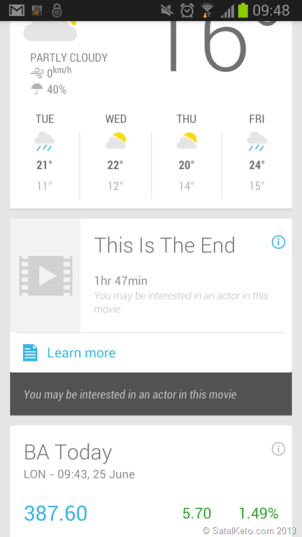 09:48
16°
PARTLY CLOUDY
0km/h
40%
TUE WED THU FRI
21° 22° 20° 24°
11° 12° 14° 15°
This Is The End
1hr 47min
You may be interested in an actor in this
movie
Learn more
You may be interested in an actor in this movie
BA Today
LON - 09:43, 25 June
387.60 5.70 1.49%
© SatalKeto.com 2013